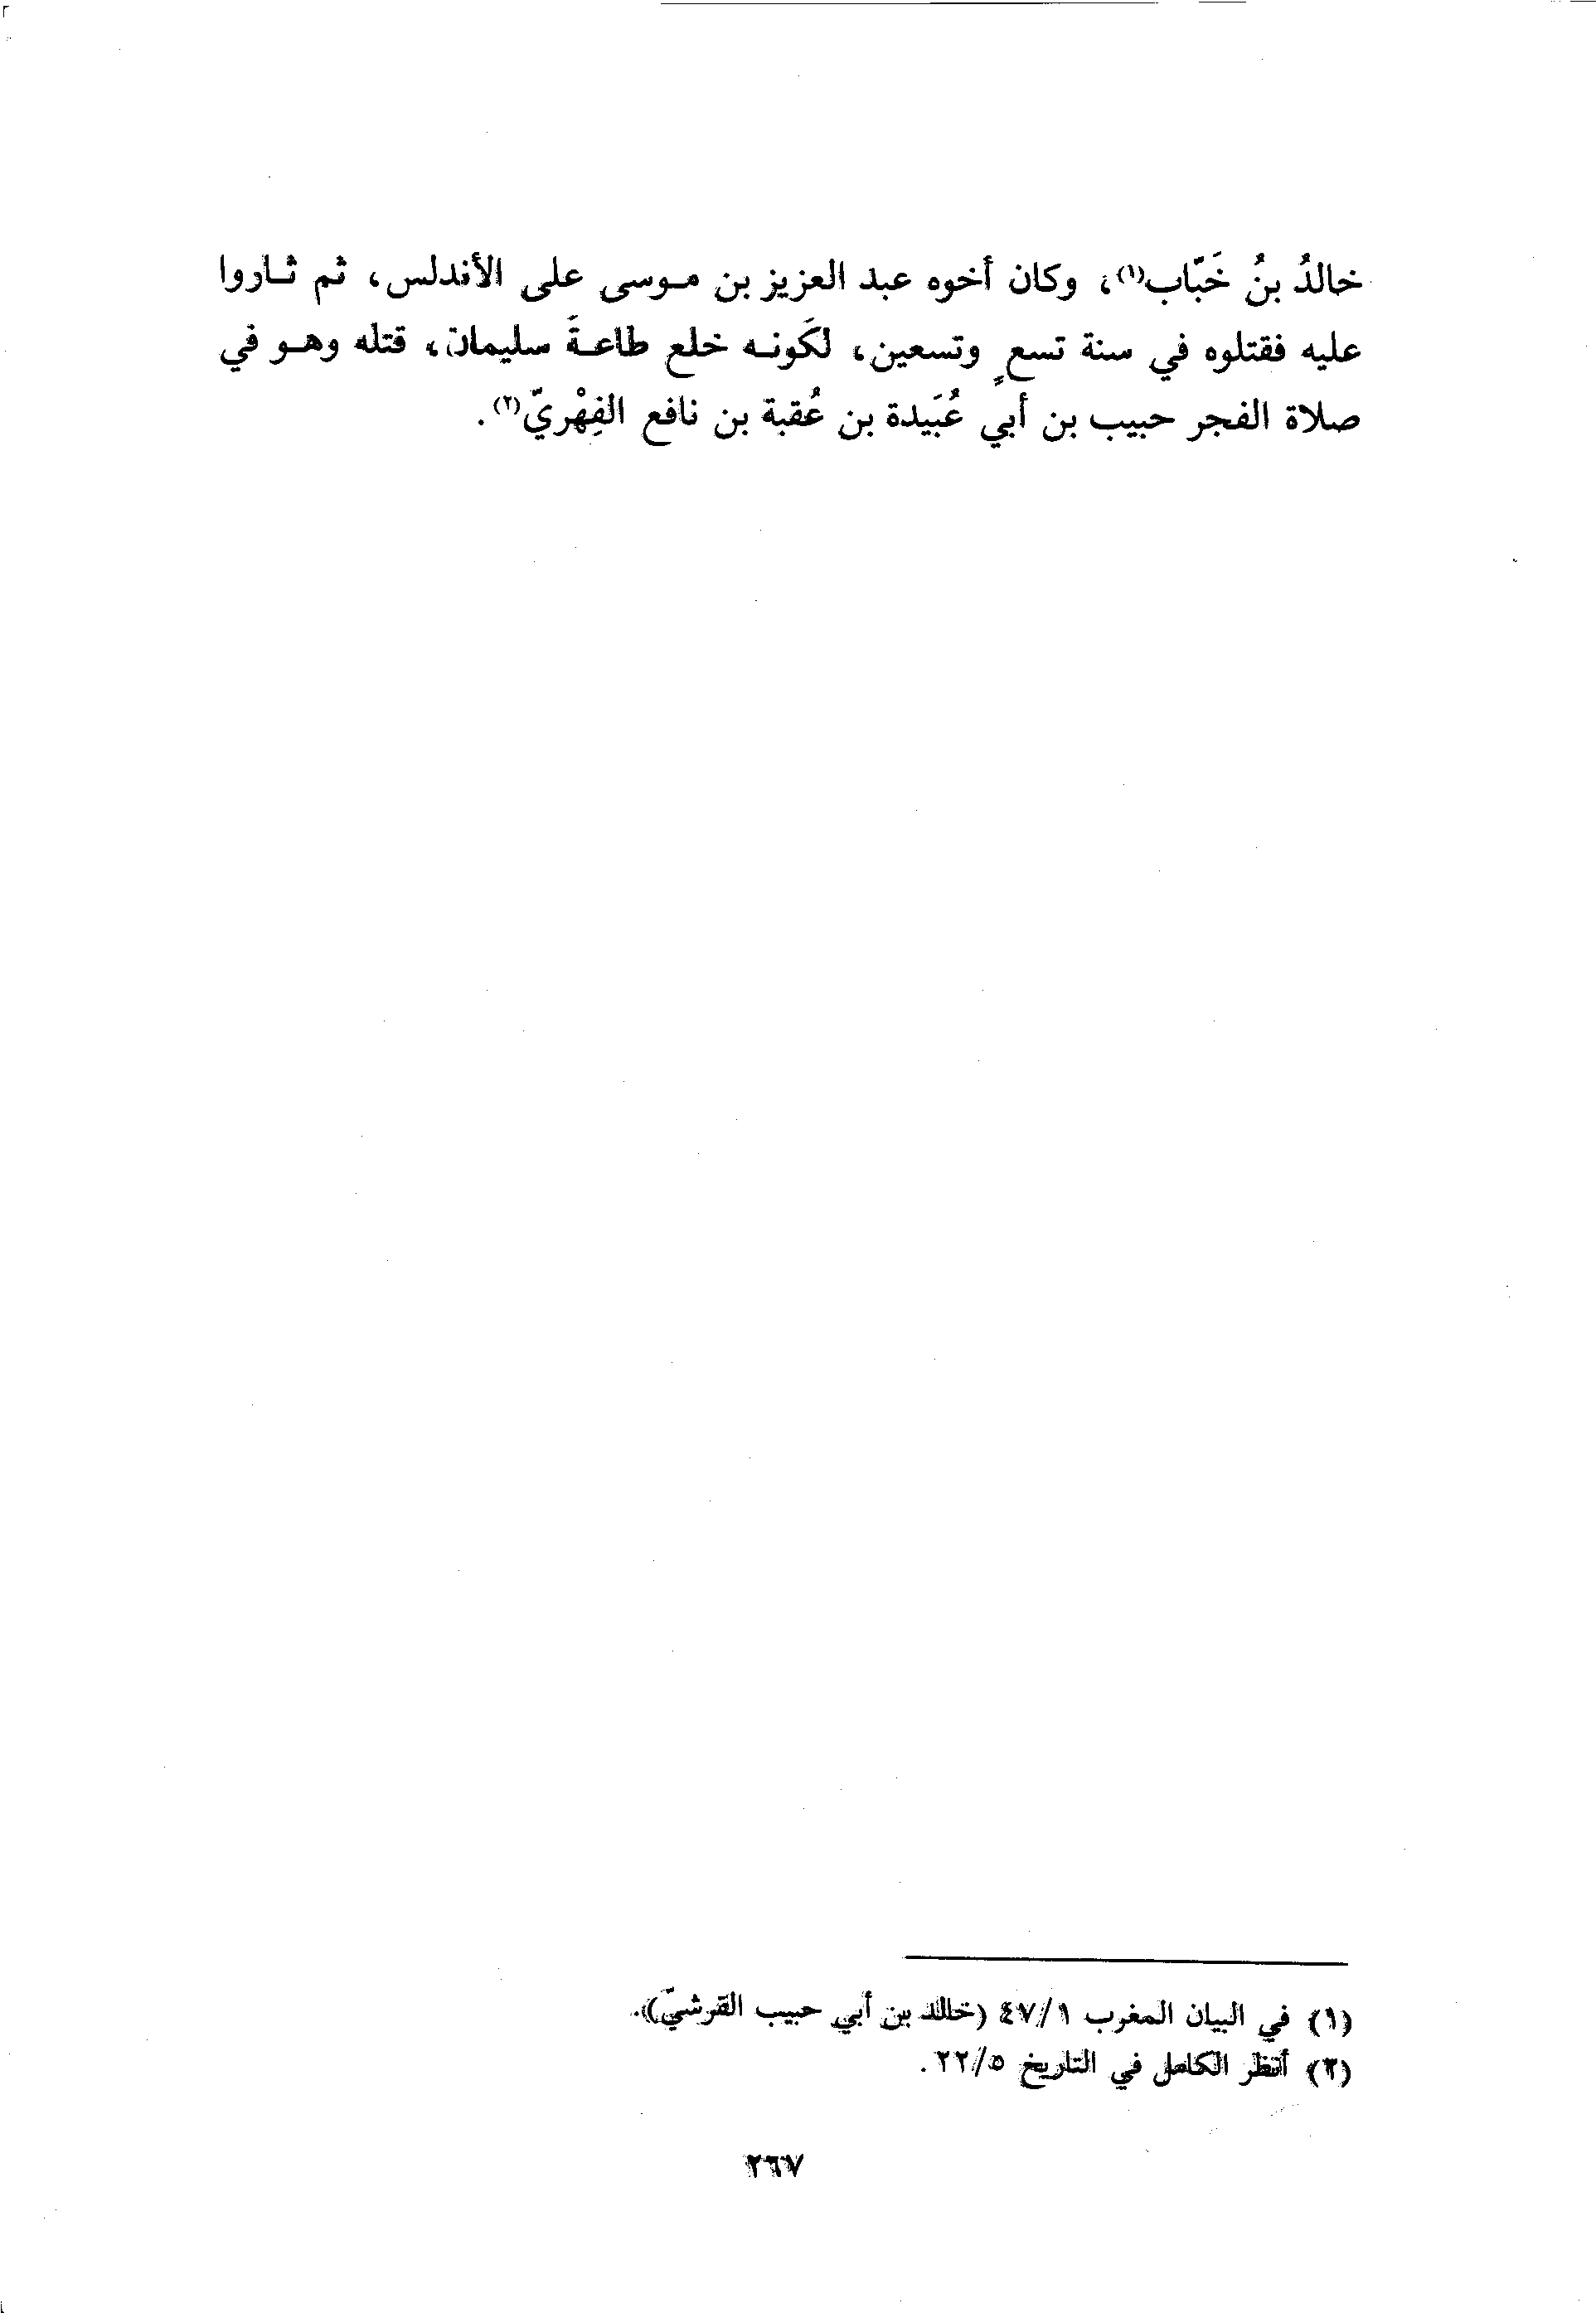 خالدُ بنُ خَبّاب(١)، وكان أخوه عبد العزيز بن مـوسى على الأندلس، ثم ثـاروا
عليه فقتلوه في سنة تسعٍ وتسعين، لكَونـه خلع طاعـةَ سليمان، قتله وهـو في
صلاة الفجر حبيب بن أبي عُبَيدة بن عُقبة بن نافع الفِهْريّ(٢).
(١) في البيان المغرب ٤٧/١ (خالد بن أبي حبيب القرشيّ).
(٢) أنظر الكامل في التاريخ ٢٢/٥.
٢٦٧